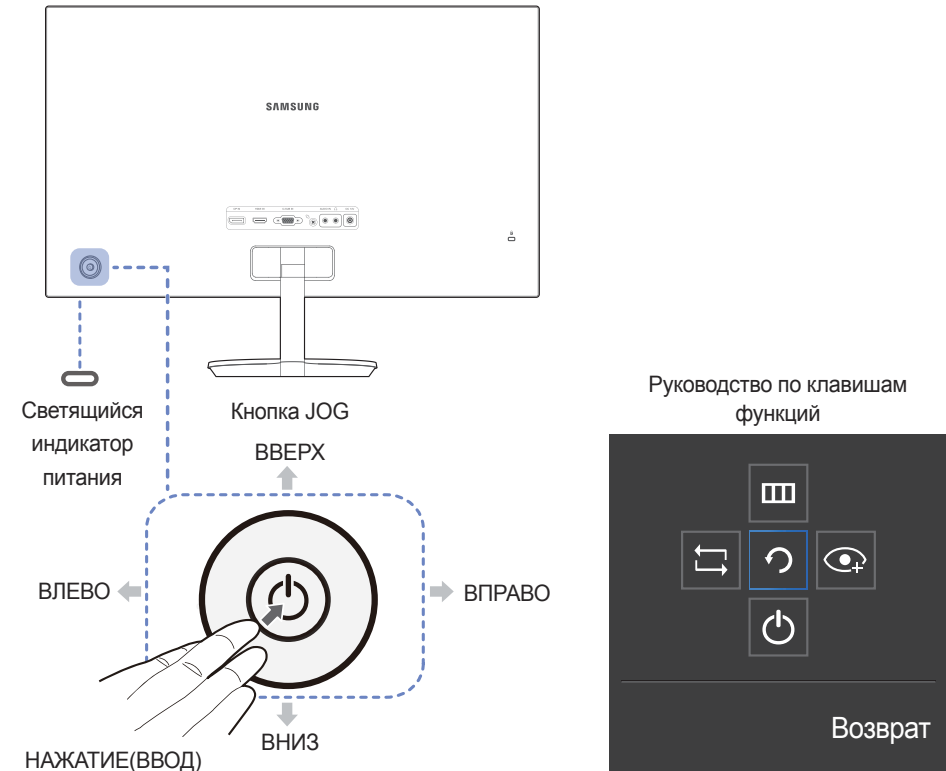 SAMSUNG
Светящийся
индикатор
питания
Кнопка JOG
ВВЕРХ
ВЛЕВО
ВПРАВО
ВНИЗ
НАЖАТИЕ(ВВОД)
Руководство по клавишам
функций
Возврат